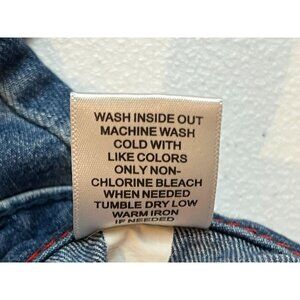 WASH INSIDE OUT
MACHINE WASH
COLD WITH
LIKE COLORS
ONLY NON-
CHLORINE BLEACH
WHEN NEEDED
TUMBLE DRY LOW
WARM IRON
IF NEEDED